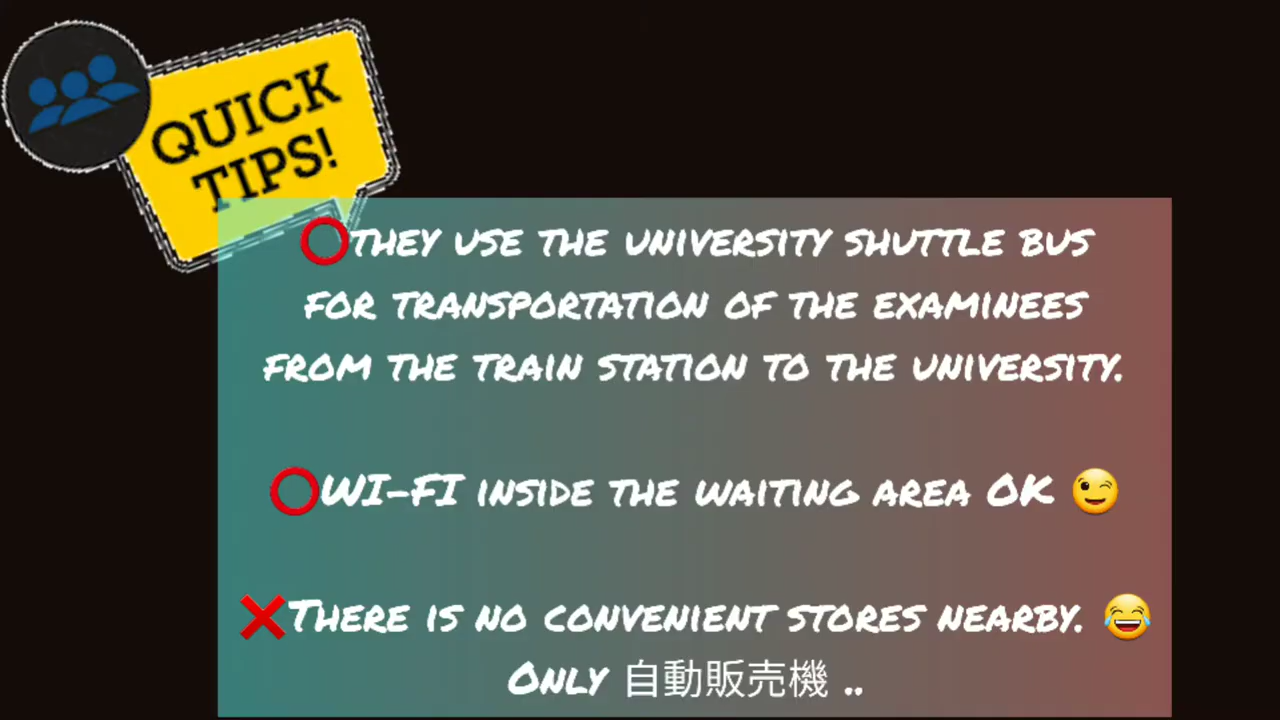 QUICK
TIPS!
⭕THEY USE THE UNIVERSITY SHUTTLE BUS
FOR TRANSPORTATION OF THE EXAMINEES
FROM THE TRAIN STATION TO THE UNIVERSITY.
⭕WI-FI INSIDE THE WAITING AREA OK 😉
❌THERE IS NO CONVENIENT STORES NEARBY. 😂
ONLY 自動販売機 ..